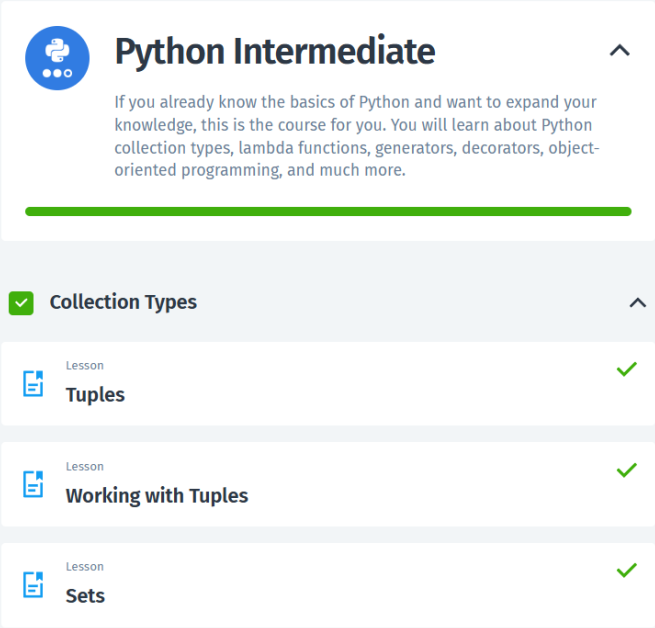 Python Intermediate
If you already know the basics of Python and want to expand your
knowledge, this is the course for you. You will learn about Python
collection types, lambda functions, generators, decorators, object-
oriented programming, and much more.
Collection Types
Lesson
Tuples
Lesson
Working with Tuples
Lesson
Sets